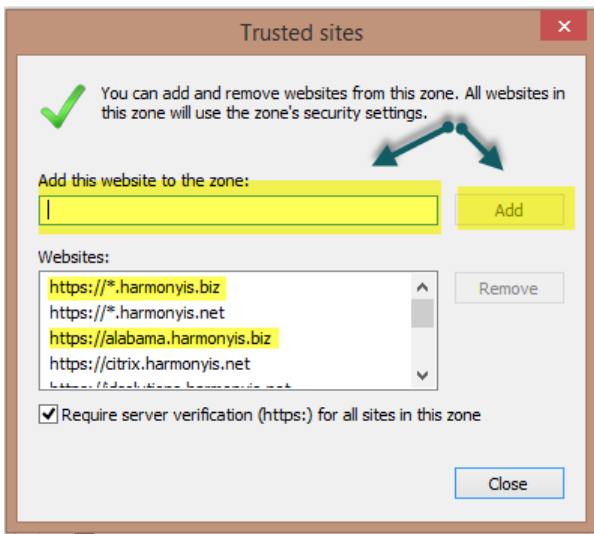 Trusted sites
You can add and remove websites from this zone. All websites in
this zone will use the zone's security settings.
Add this website to the zone:
Add
Websites:
https://*.harmonyis.biz
Remove
https://*.harmonyis.net
https://alabama.harmonyis.biz
https://citrix.harmonyis.net
Require server verification (https:) for all sites in this zone
Close